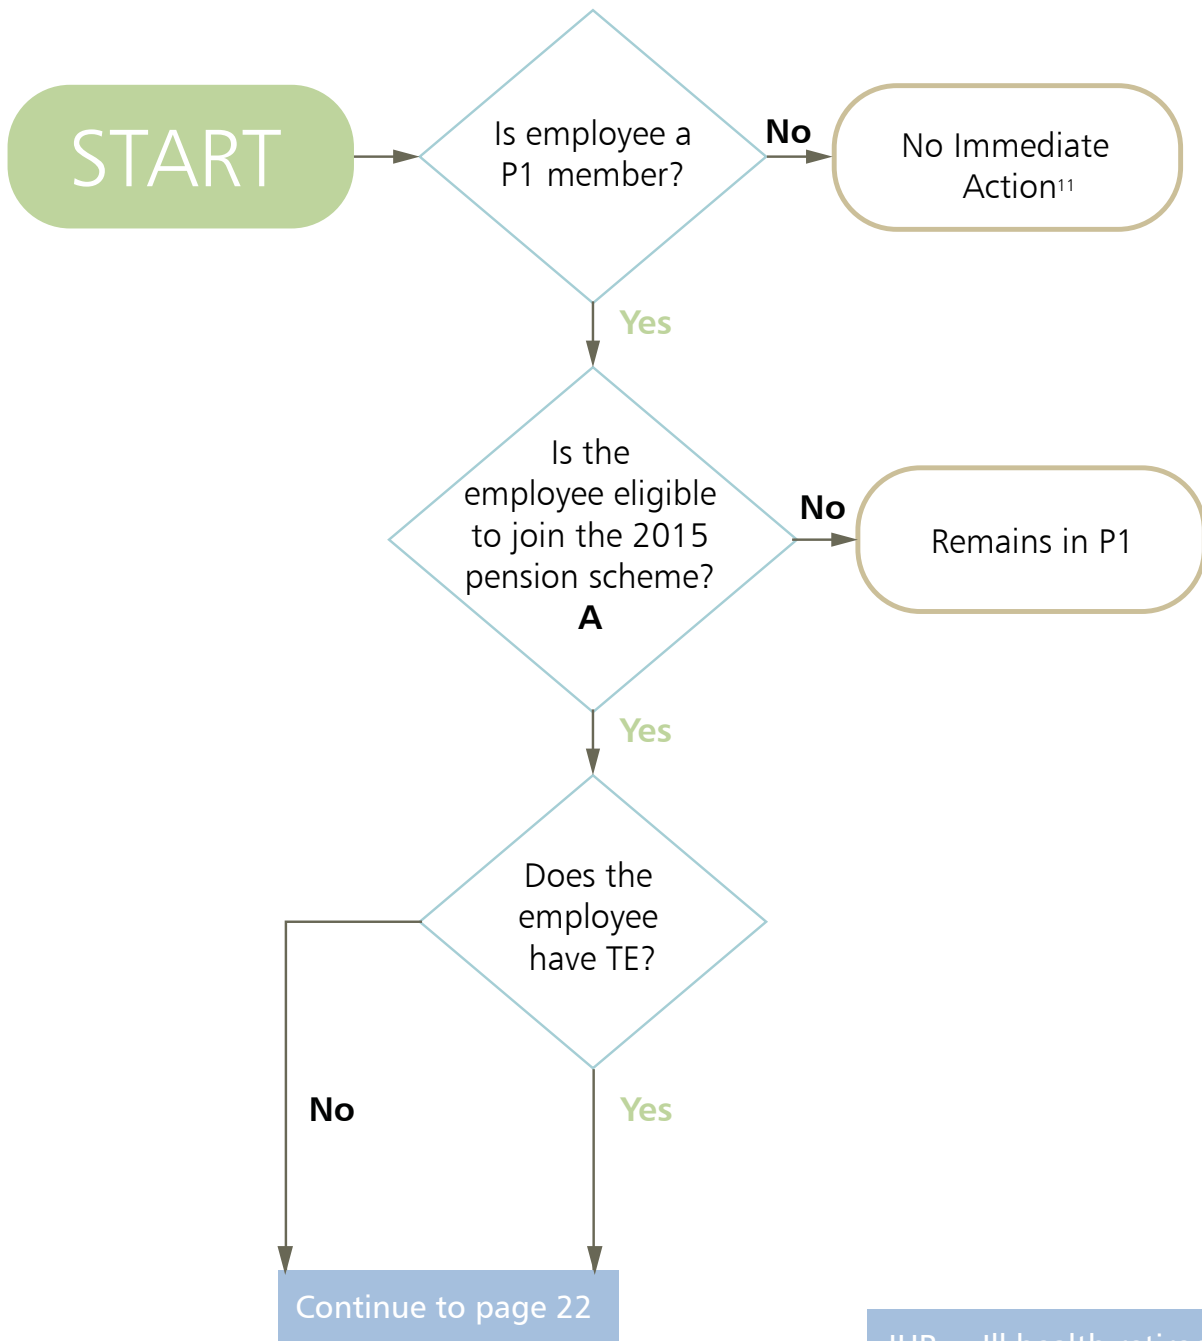 START
Is employee a
P1 member?
No
No Immediate
Action¹¹
Yes
Is the
employee eligible
to join the 2015
pension scheme?
A
No
Remains in P1
Yes
Does the
employee
have TE?
No
Yes
Continue to page 22